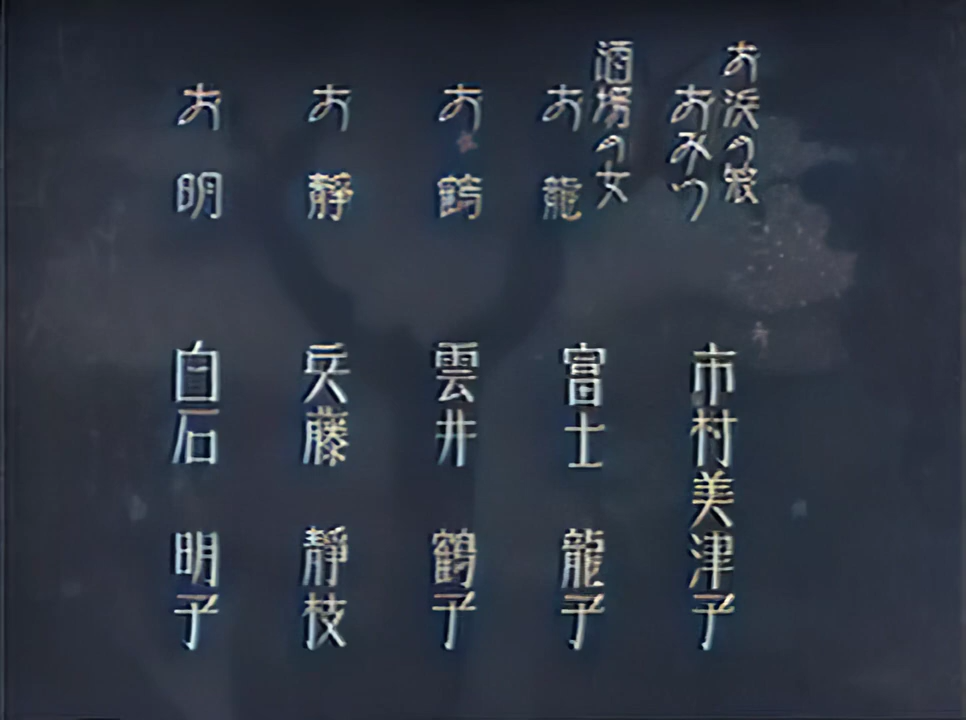 お浜の娘
おみつ 市村美津子
酒場の女
お龍 富士龍子
お鶴 雲井鶴子
お靜 兵藤靜枝
お明 白石明子